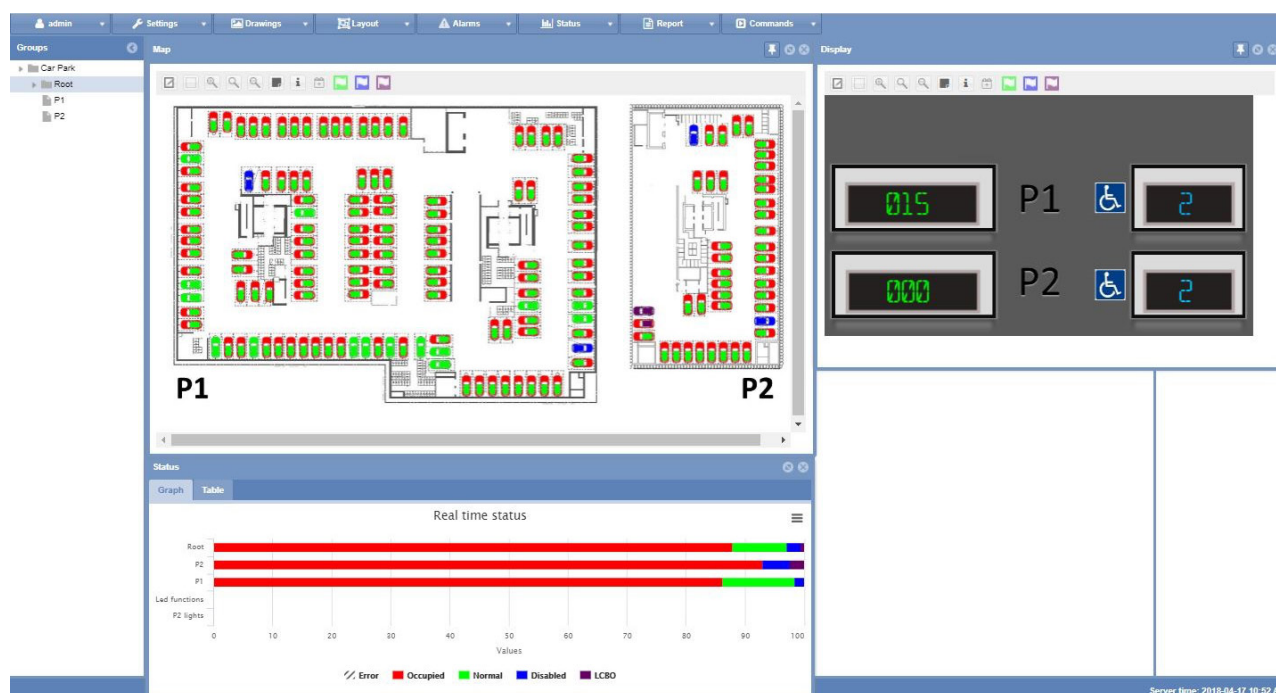 admin Settings Drawings Layout Alarms Status Report Commands
Groups
Car Park
Root
P1
P2
Map
P1
P2
Display
015 P1 2
000 P2 2
Status
Graph Table
Real time status
Root
P2
P1
Led functions
P2 lights
0 10 20 30 40 50 60 70 80 90 100
Values
Error Occupied Normal Disabled LCBO
Server time: 2018-04-17 10:52